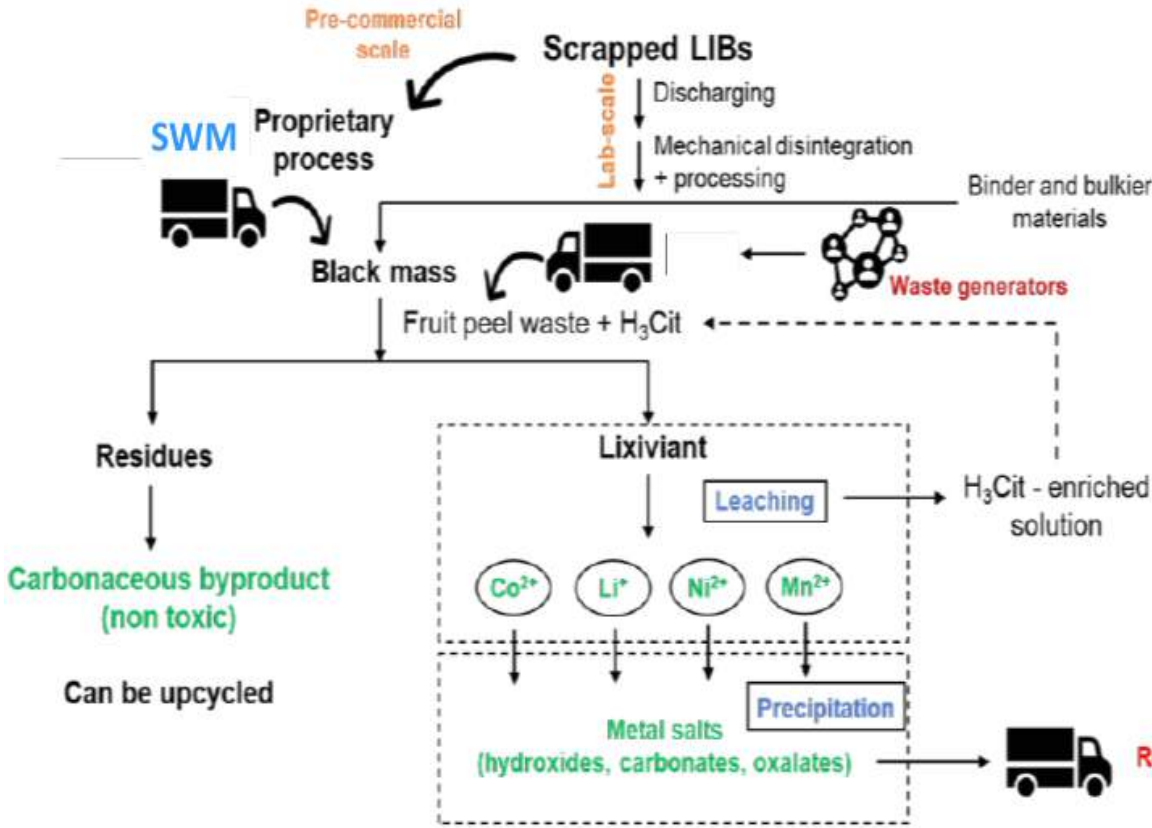 Pre-commercial
scale
Scrapped LIBs
Lab-scale
Discharging
SWM
Proprietary
process
Mechanical disintegration
+ processing
Binder and bulkier
materials
Black mass
Waste generators
Fruit peel waste + H₃Cit
Residues
Lixiviant
Leaching
H₃Cit - enriched
solution
Carbonaceous byproduct
(non toxic)
Co²⁺
Li⁺
Ni²⁺
Mn²⁺
Can be upcycled
Precipitation
Metal salts
(hydroxides, carbonates, oxalates)
R